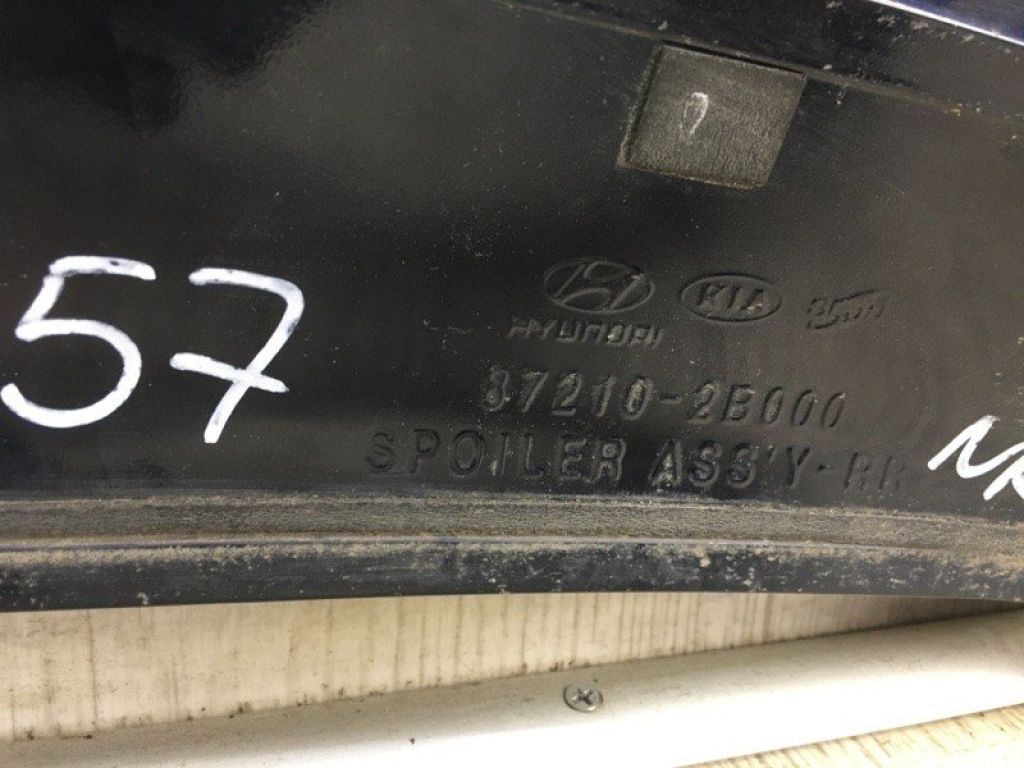 57
KIA
HYUNDAI
87210-2B000
SPOILER ASS'Y-RR